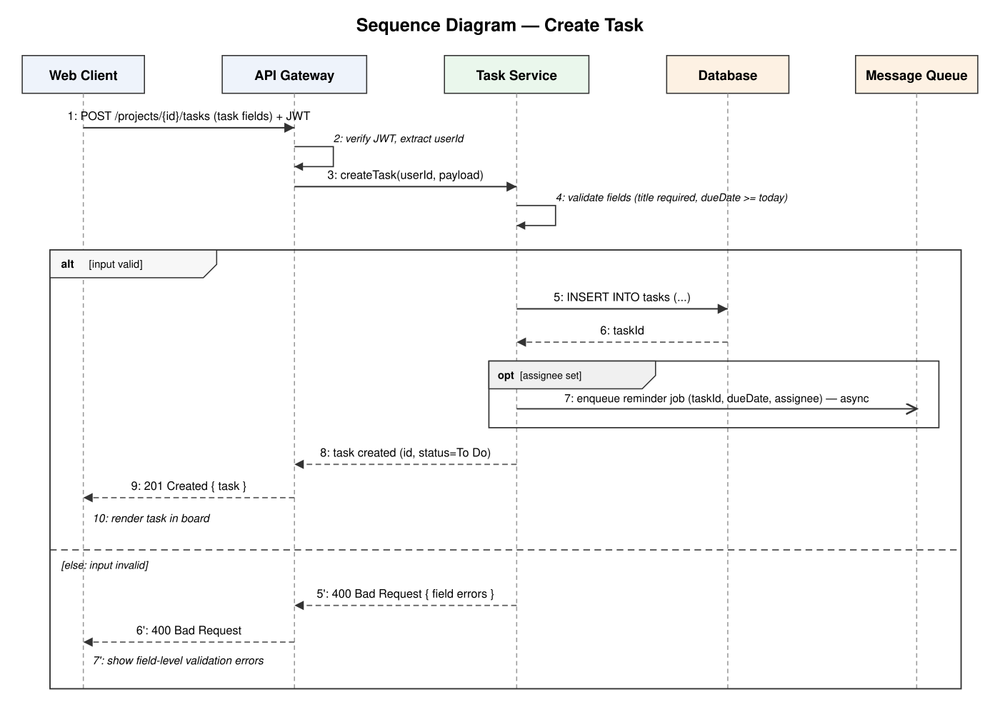 Sequence Diagram — Create Task
Web Client
API Gateway
Task Service
Database
Message Queue
1: POST /projects/{id}/tasks (task fields) + JWT
2: verify JWT, extract userId
3: createTask(userId, payload)
4: validate fields (title required, dueDate >= today)
alt [input valid]
5: INSERT INTO tasks (...)
6: taskId
opt [assignee set]
7: enqueue reminder job (taskId, dueDate, assignee) — async
8: task created (id, status=To Do)
9: 201 Created { task }
10: render task in board
[else: input invalid]
5': 400 Bad Request { field errors }
6': 400 Bad Request
7': show field-level validation errors